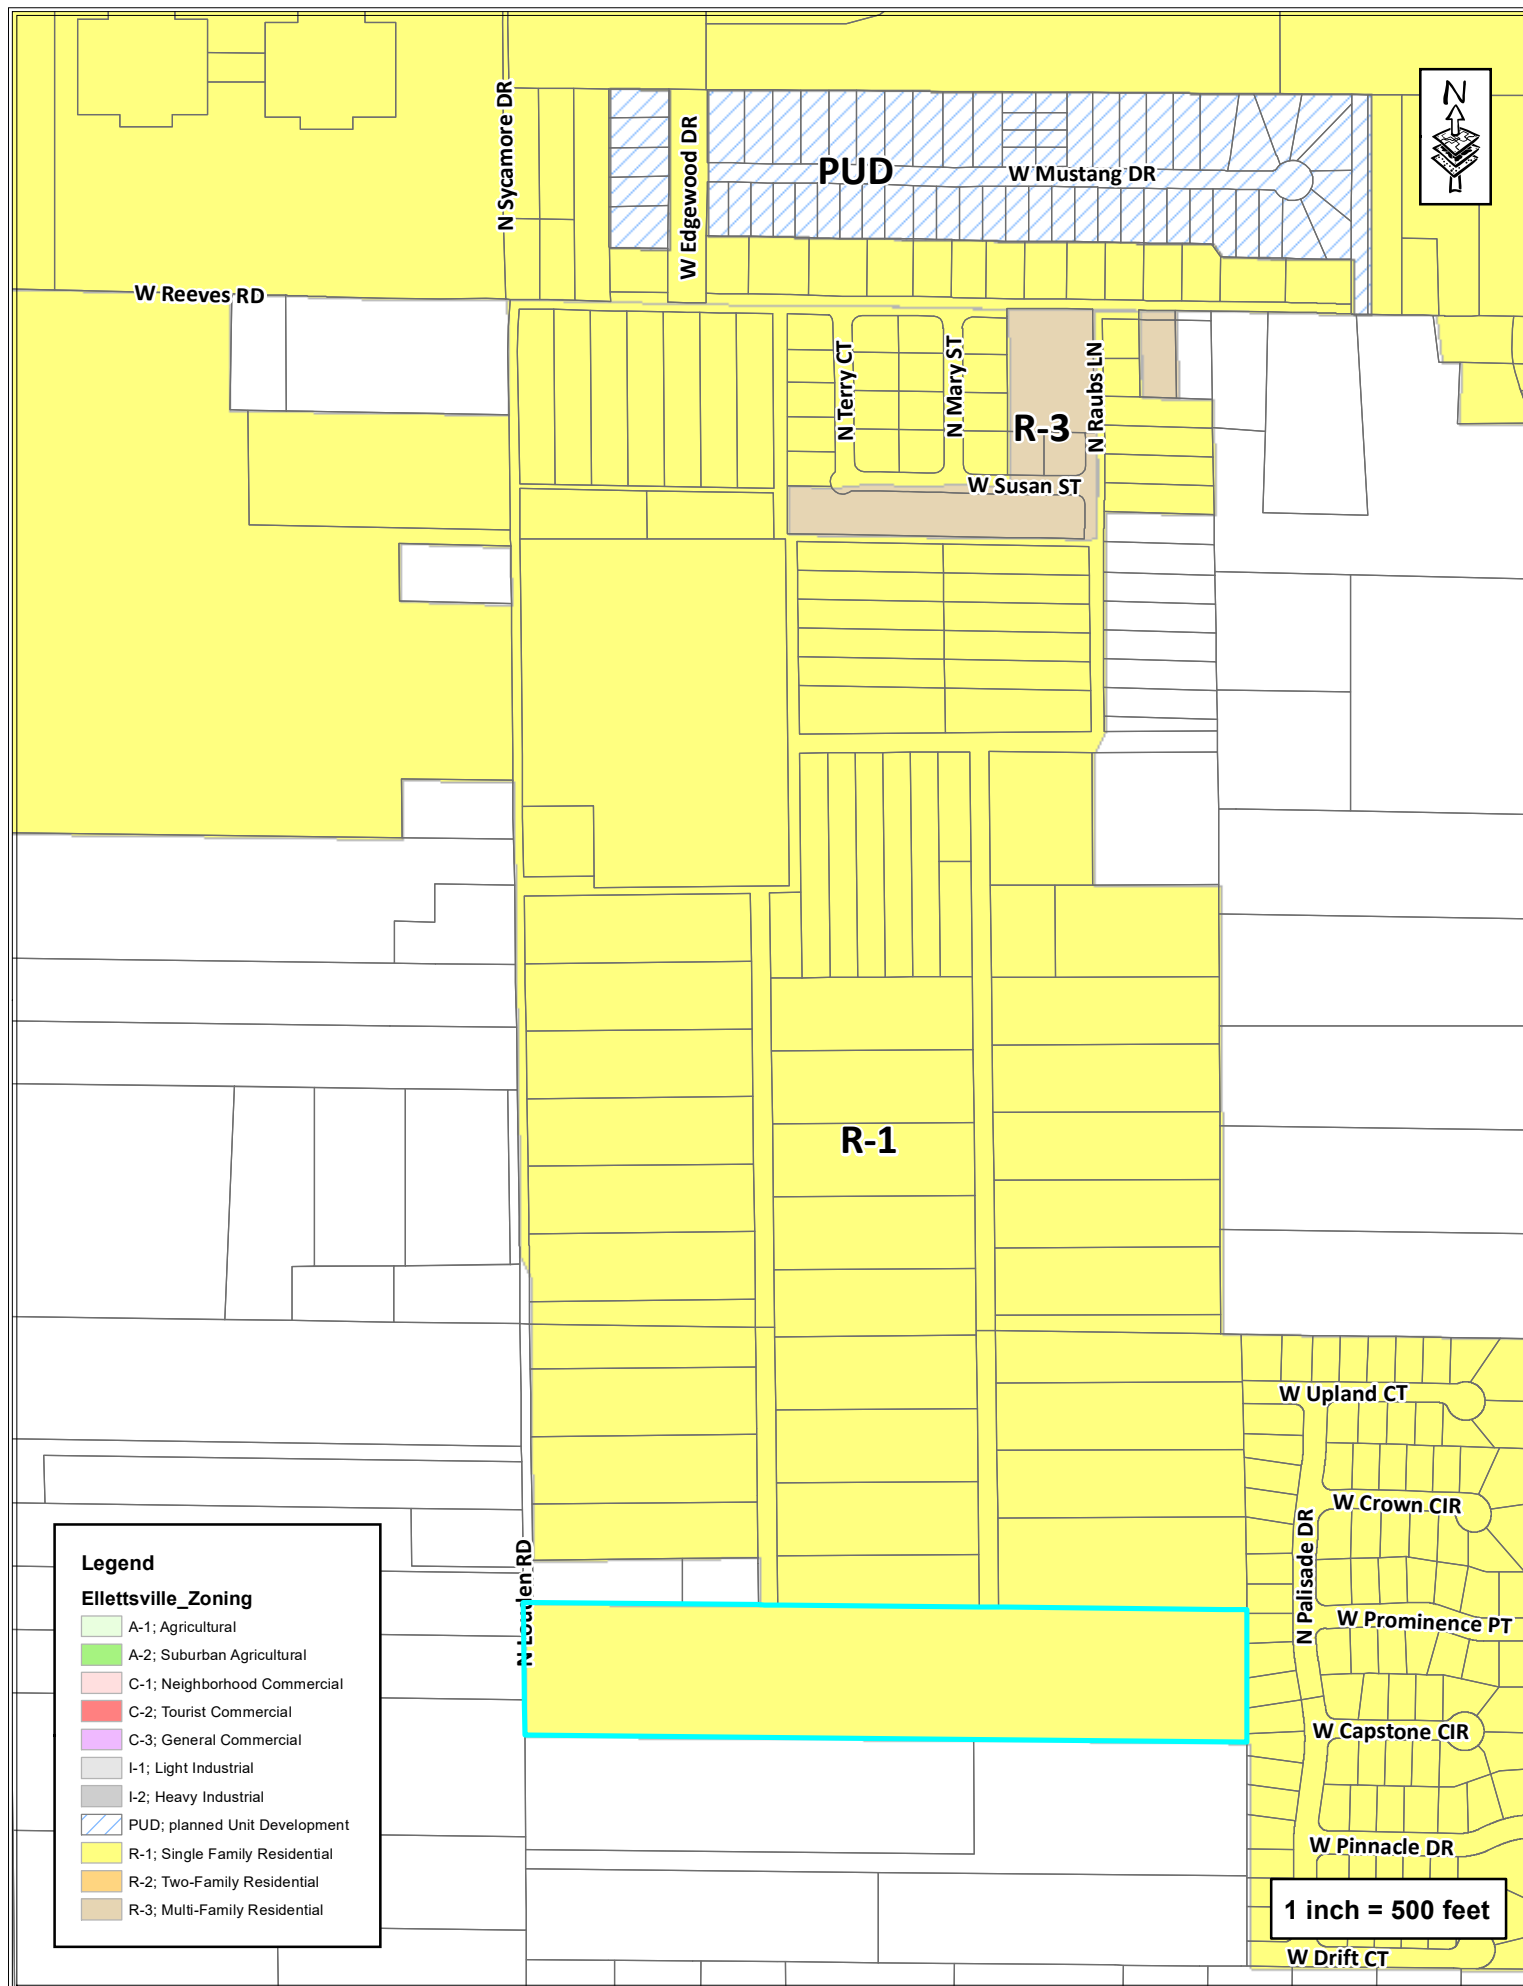 N
N Sycamore DR
W Edgewood DR
PUD
W Mustang DR
W Reeves RD
N Terry CT
N Mary ST
R-3
N Raubs LN
W Susan ST
R-1
W Upland CT
W Crown CIR
N Palisade DR
W Prominence PT
W Capstone CIR
W Pinnacle DR
W Drift CT
N Louden RD
Legend
Ellettsville_Zoning
A-1; Agricultural
A-2; Suburban Agricultural
C-1; Neighborhood Commercial
C-2; Tourist Commercial
C-3; General Commercial
I-1; Light Industrial
I-2; Heavy Industrial
PUD; planned Unit Development
R-1; Single Family Residential
R-2; Two-Family Residential
R-3; Multi-Family Residential
1 inch = 500 feet